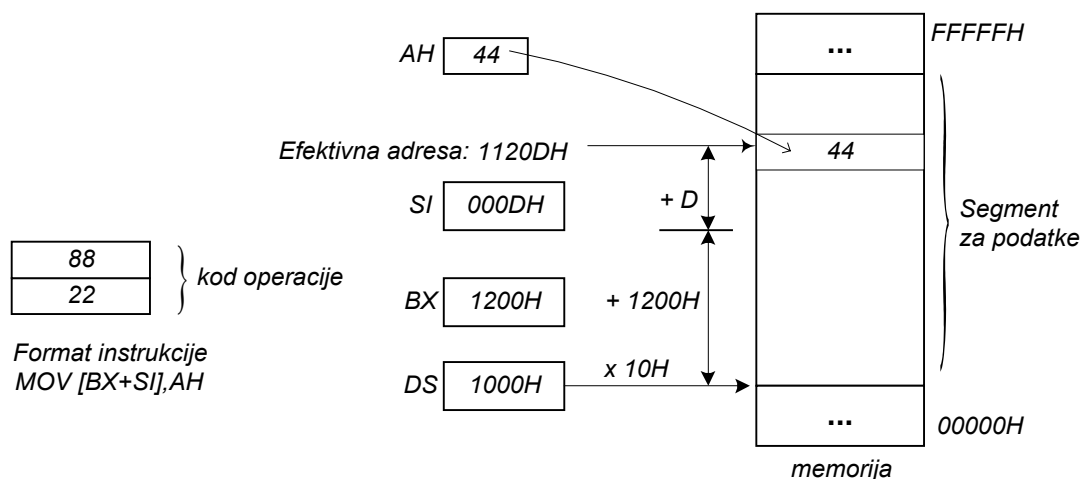 FFFFFH
...
AH 44
Efektivna adresa: 1120DH
44
SI 000DH
+ D
Segment
za podatke
88
22
kod operacije
BX 1200H
+ 1200H
Format instrukcije
MOV [BX+SI],AH
DS 1000H
x 10H
...
00000H
memorija